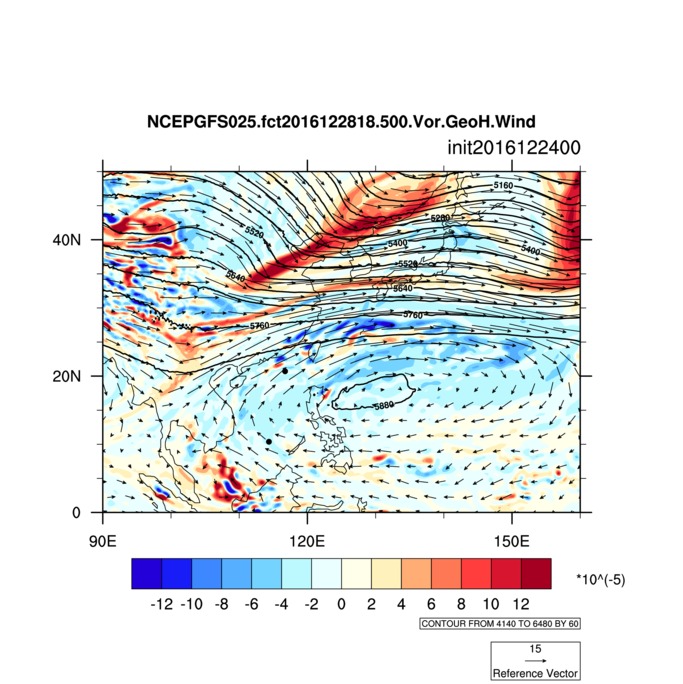 NCEPGFS025.fct2016122818.500.Vor.GeoH.Wind
init2016122400
5160
5520
5280
40N
5400
5400
5520
5640
5640
5760
5760
20N
5880
0
90E 120E 150E
-12 -10 -8 -6 -4 -2 0 2 4 6 8 10 12
*10^(-5)
CONTOUR FROM 4140 TO 6480 BY 60
15
Reference Vector